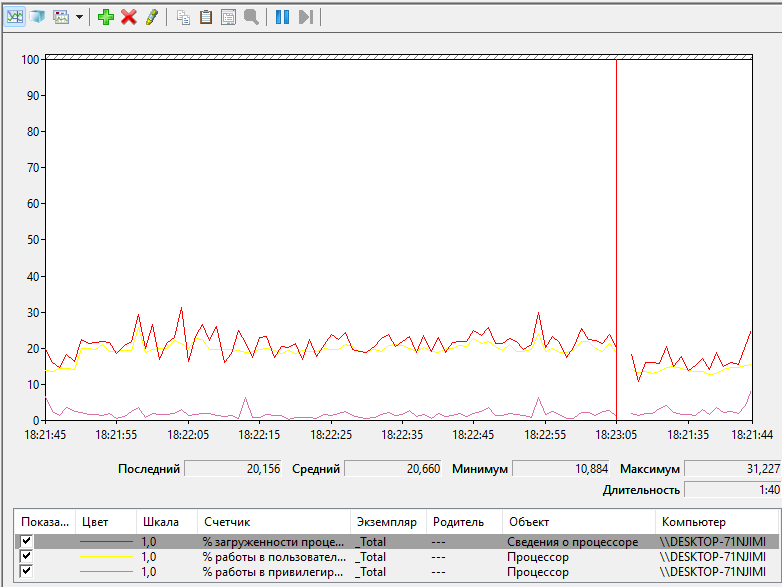 100
90
80
70
60
50
40
30
20
10
0
18:21:45 18:21:55 18:22:05 18:22:15 18:22:25 18:22:35 18:22:45 18:22:55 18:23:05 18:21:35 18:21:44
Последний 20,156 Средний 20,660 Минимум 10,884 Максимум 31,227
Длительность 1:40
Показа... Цвет Шкала Счетчик Экземпляр Родитель Объект Компьютер
1,0 % загруженности проце... _Total --- Сведения о процессоре \\DESKTOP-71NJIMI
1,0 % работы в пользовател... _Total --- Процессор \\DESKTOP-71NJIMI
1,0 % работы в привилегир... _Total --- Процессор \\DESKTOP-71NJIMI